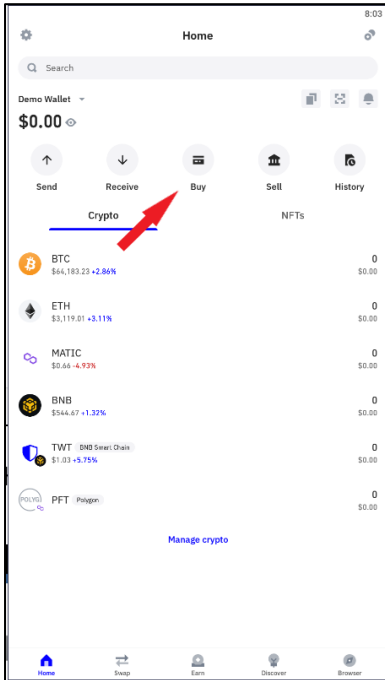 8:03
Home
Search
Demo Wallet
$0.00
Send Receive Buy Sell History
Crypto NFTs
BTC 0
$64,183.23 +2.86% $0.00
ETH 0
$3,119.01 +3.11% $0.00
MATIC 0
$0.66 -4.93% $0.00
BNB 0
$544.67 +1.32% $0.00
TWT BNB Smart Chain 0
$1.03 +5.75% $0.00
POLYG PFT Polygon 0
$0.00
Manage crypto
Home Swap Earn Discover Browser